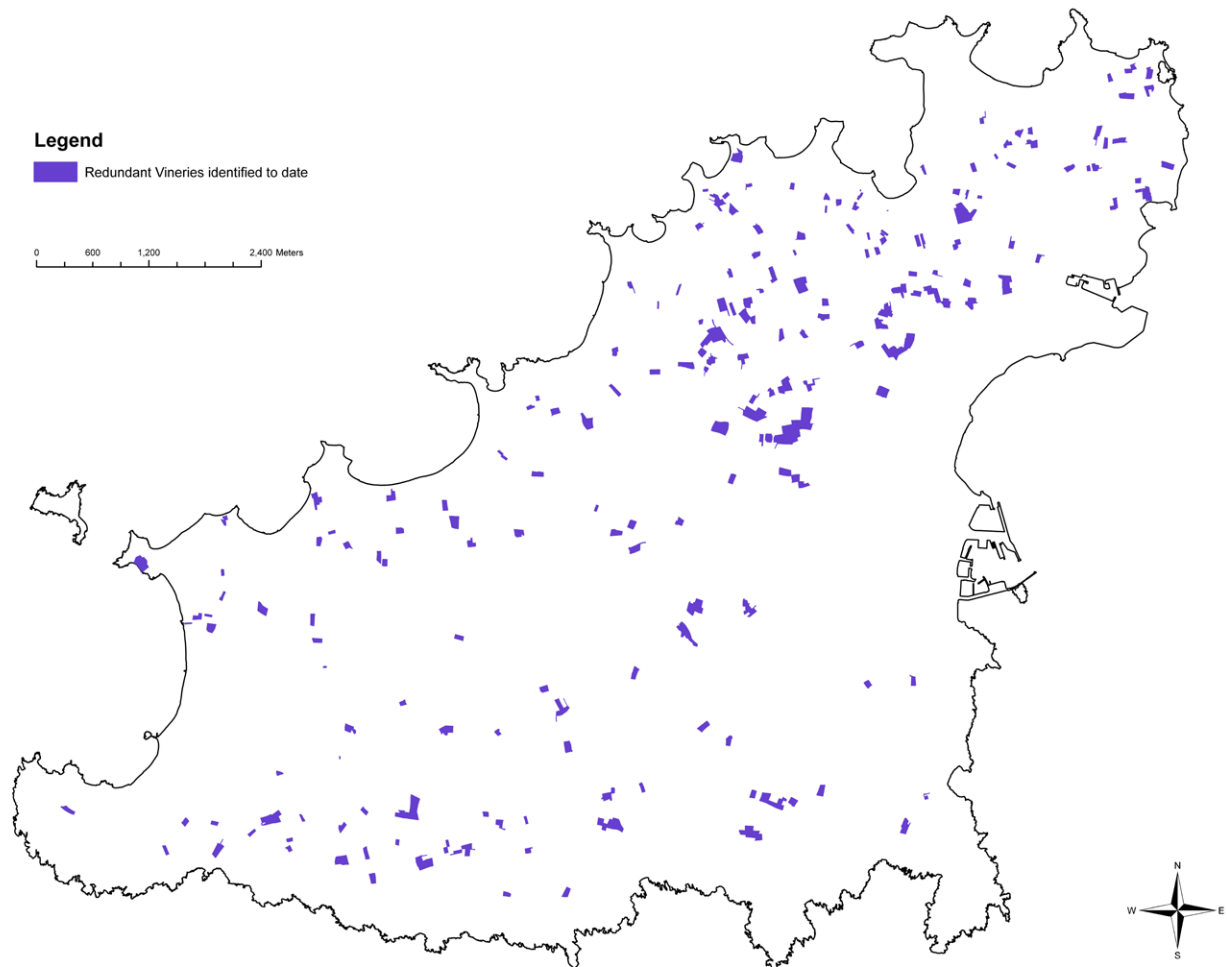 Legend
Redundant Vineries identified to date
0 600 1,200 2,400 Meters
N
W E
S